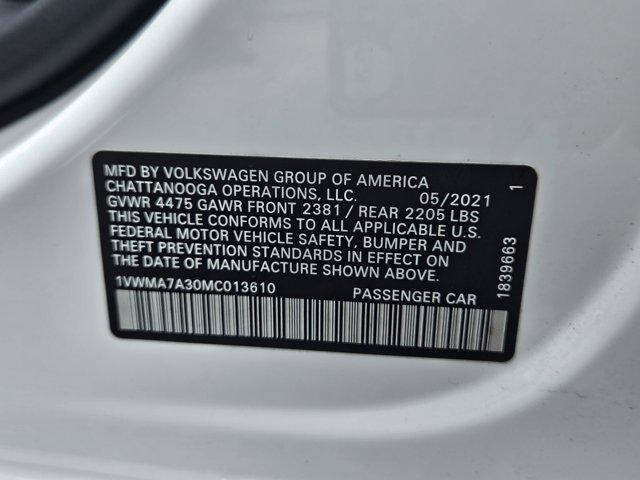 MFD BY VOLKSWAGEN GROUP OF AMERICA
CHATTANOOGA OPERATIONS, LLC. 05/2021
GVWR 4475 GAWR FRONT 2381 / REAR 2205 LBS
THIS VEHICLE CONFORMS TO ALL APPLICABLE U.S.
FEDERAL MOTOR VEHICLE SAFETY, BUMPER AND
THEFT PREVENTION STANDARDS IN EFFECT ON
THE DATE OF MANUFACTURE SHOWN ABOVE.
1VWMA7A30MC013610 PASSENGER CAR
1839663 1